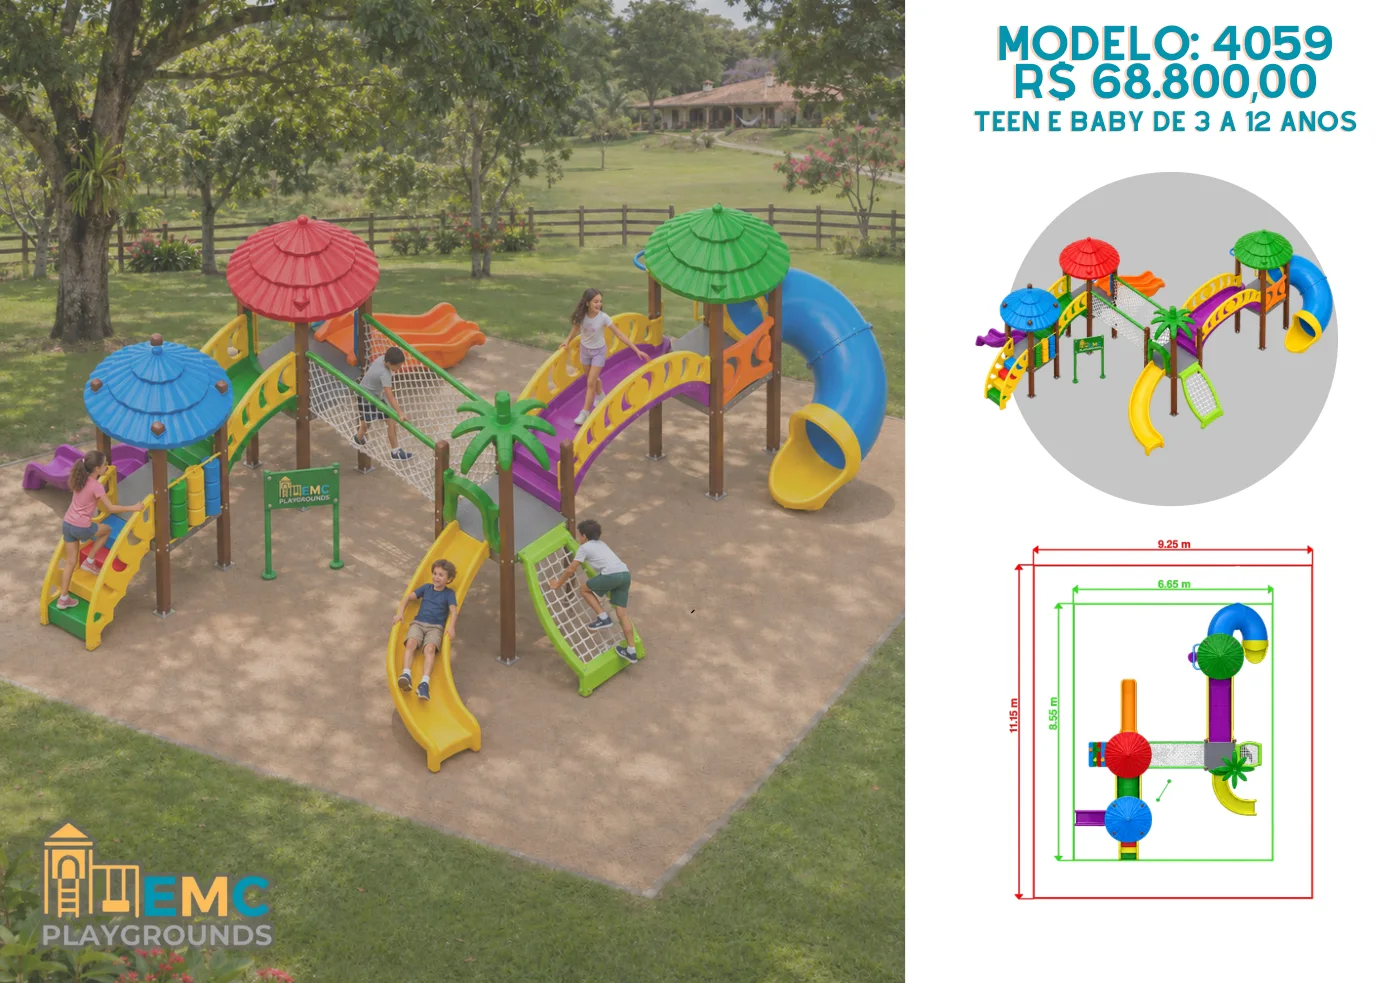 MODELO: 4059
R$ 68.800,00
TEEN E BABY DE 3 A 12 ANOS
EMC
PLAYGROUNDS
EMC
9.25 m
6.65 m
11.15 m
8.55 m
EMC
PLAYGROUNDS